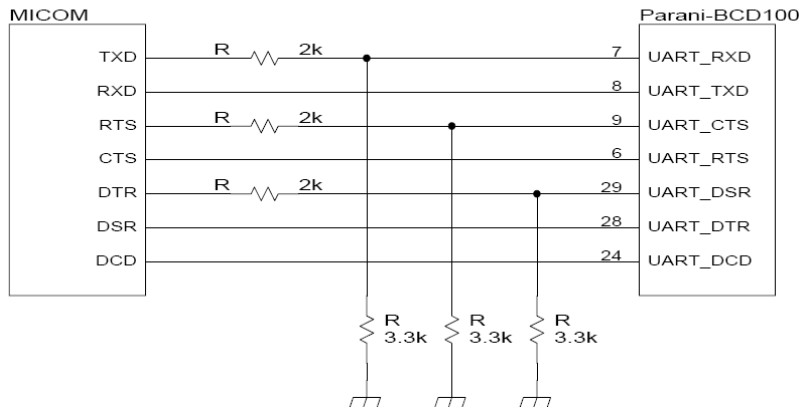 MICOM Parani-BCD100
TXD R 2k 7 UART_RXD
RXD 8 UART_TXD
RTS R 2k 9 UART_CTS
CTS 6 UART_RTS
DTR R 2k 29 UART_DSR
DSR 28 UART_DTR
DCD 24 UART_DCD
R R R
3.3k 3.3k 3.3k